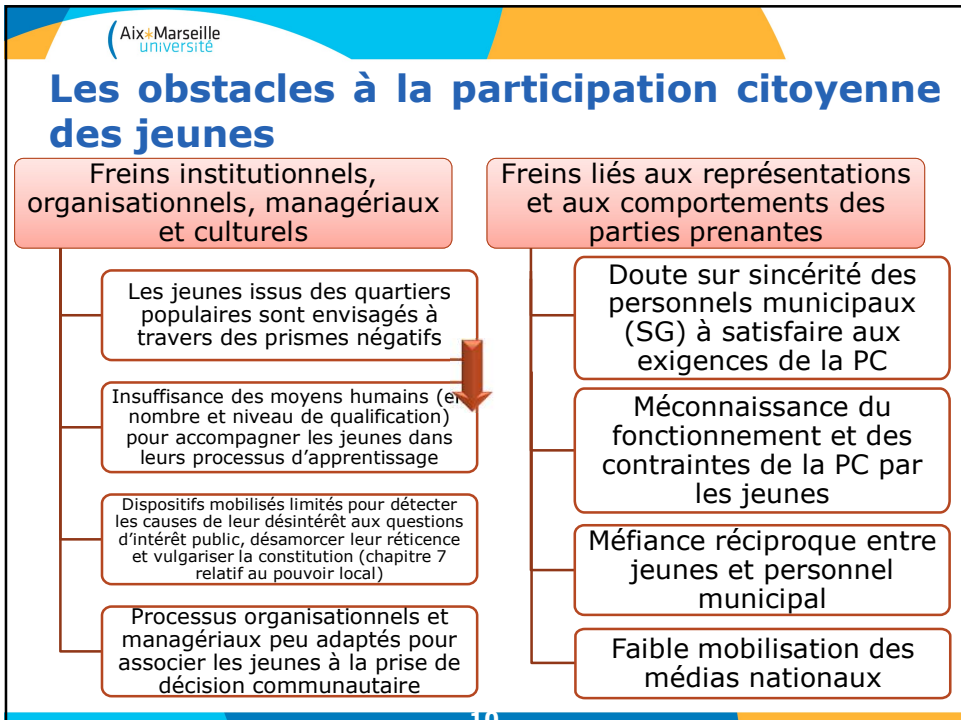 Aix*Marseille
université
Les obstacles à la participation citoyenne
des jeunes
Freins institutionnels,
organisationnels, managériaux
et culturels
Les jeunes issus des quartiers
populaires sont envisagés à
travers des prismes négatifs
Insuffisance des moyens humains (en
nombre et niveau de qualification)
pour accompagner les jeunes dans
leurs processus d’apprentissage
Dispositifs mobilisés limités pour détecter
les causes de leur désintérêt aux questions
d’intérêt public, désamorcer leur réticence
et vulgariser la constitution (chapitre 7
relatif au pouvoir local)
Processus organisationnels et
managériaux peu adaptés pour
associer les jeunes à la prise de
décision communautaire
Freins liés aux représentations
et aux comportements des
parties prenantes
Doute sur sincérité des
personnels municipaux
(SG) à satisfaire aux
exigences de la PC
Méconnaissance du
fonctionnement et des
contraintes de la PC par
les jeunes
Méfiance réciproque entre
jeunes et personnel
municipal
Faible mobilisation des
médias nationaux